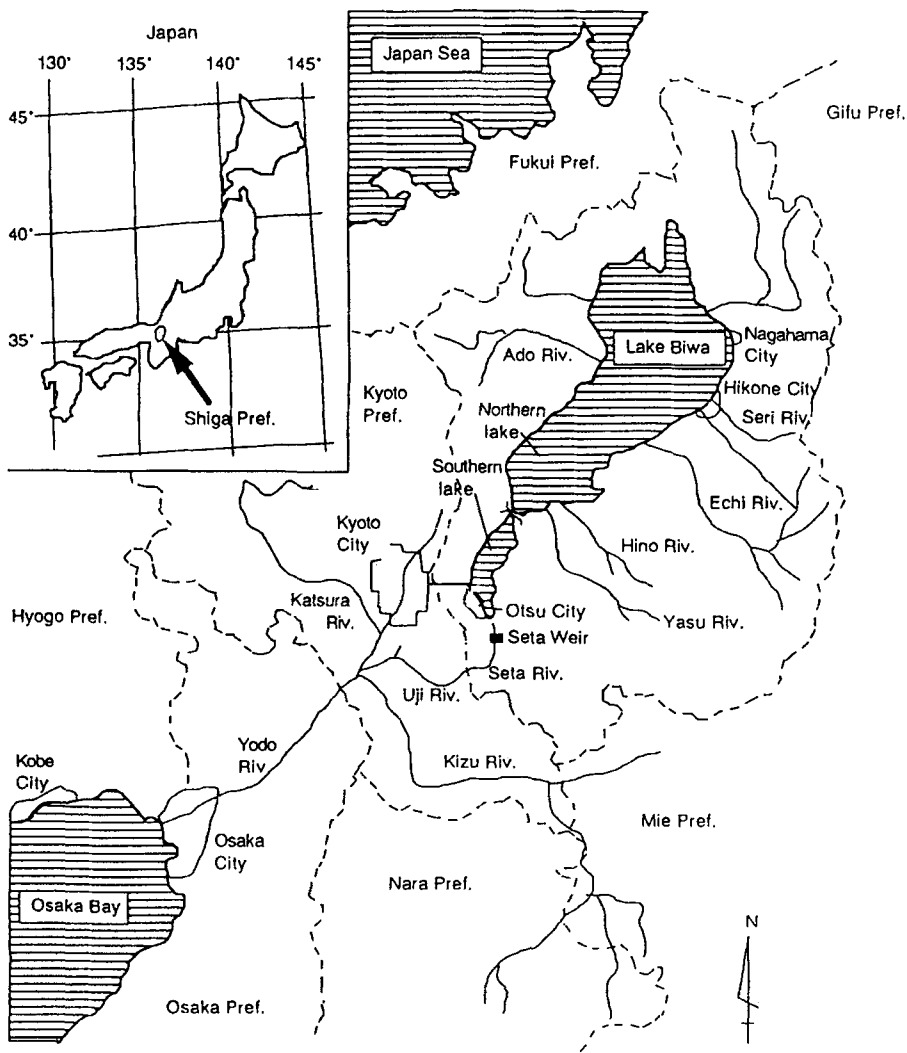 Japan
130°
135°
140°
145°
45°
40°
35°
Shiga Pref.
Japan Sea
Gifu Pref.
Fukui Pref.
Nagahama
City
Lake Biwa
Ado Riv.
Hikone City
Kyoto
Pref.
Northern
lake
Seri Riv.
Southern
lake
Echi Riv.
Kyoto
City
Hino Riv.
Katsura
Riv.
Otsu City
Yasu Riv.
Hyogo Pref.
Seta Weir
Seta Riv.
Uji Riv.
Yodo
Riv
Kizu Riv.
Kobe
City
Mie Pref.
Osaka
City
Nara Pref.
Osaka Bay
N
Osaka Pref.